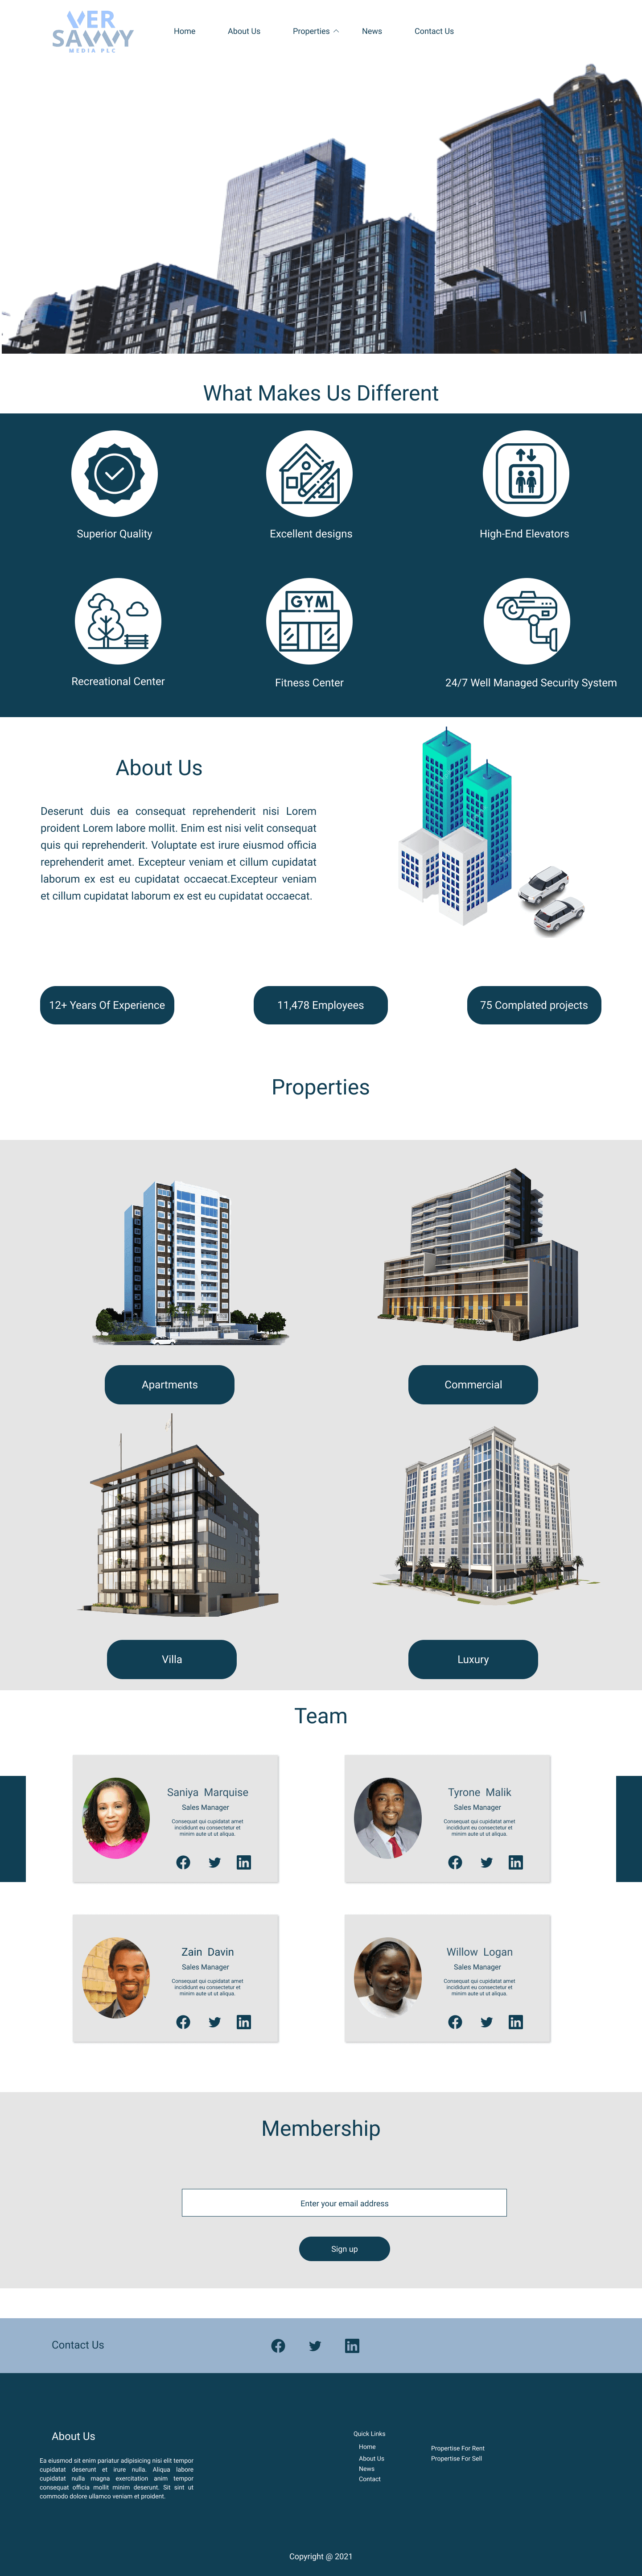 VER
SAVVY
MEDIA PLC
Home
About Us
Properties
News
Contact Us
What Makes Us Different
Superior Quality
Excellent designs
High-End Elevators
GYM
Recreational Center
Fitness Center
24/7 Well Managed Security System
About Us
Deserunt duis ea consequat reprehenderit nisi Lorem
proident Lorem labore mollit. Enim est nisi velit consequat
quis qui reprehenderit. Voluptate est irure eiusmod officia
reprehenderit amet. Excepteur veniam et cillum cupidatat
laborum ex est eu cupidatat occaecat.Excepteur veniam
et cillum cupidatat laborum ex est eu cupidatat occaecat.
12+ Years Of Experience
11,478 Employees
75 Complated projects
Properties
Apartments
Commercial
Villa
Luxury
Team
Saniya Marquise
Sales Manager
Consequat qui cupidatat amet
incididunt eu consectetur et
minim aute ut ut aliqua.
Tyrone Malik
Sales Manager
Consequat qui cupidatat amet
incididunt eu consectetur et
minim aute ut ut aliqua.
Zain Davin
Sales Manager
Consequat qui cupidatat amet
incididunt eu consectetur et
minim aute ut ut aliqua.
Willow Logan
Sales Manager
Consequat qui cupidatat amet
incididunt eu consectetur et
minim aute ut ut aliqua.
Membership
Enter your email address
Sign up
Contact Us
About Us
Ea eiusmod sit enim pariatur adipisicing nisi elit tempor
cupidatat deserunt et irure nulla. Aliqua labore
cupidatat nulla magna exercitation anim tempor
consequat officia mollit minim deserunt. Sit sint ut
commodo dolore ullamco veniam et proident.
Quick Links
Home
About Us
News
Contact
Propertise For Rent
Propertise For Sell
Copyright @ 2021